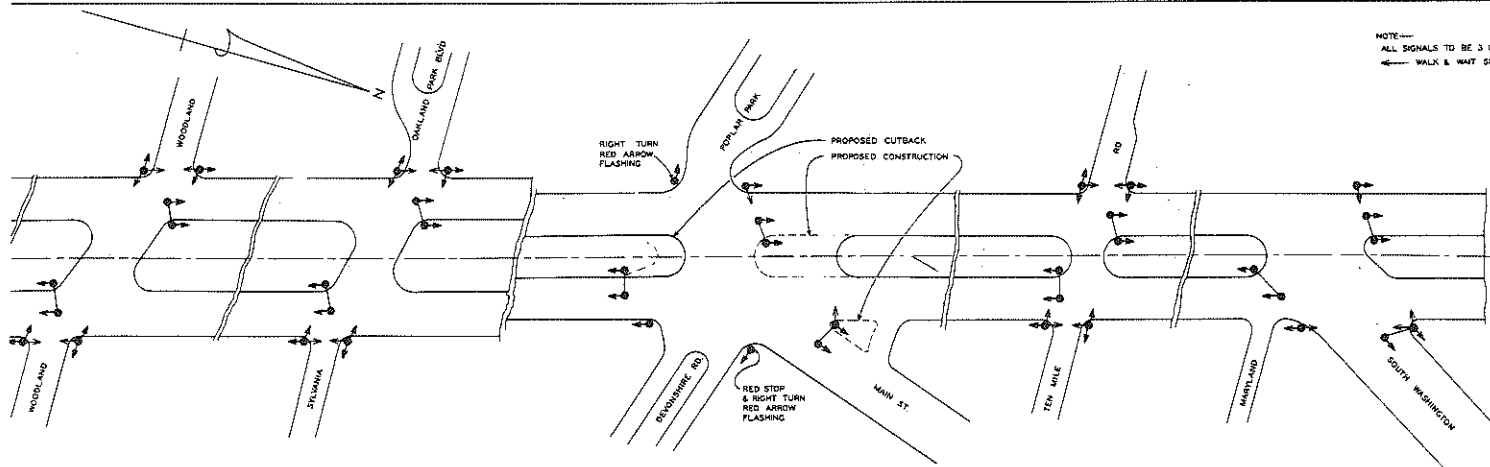 NOTE—
ALL SIGNALS TO BE 3
WALK & WAIT
N
WOODLAND
OAKLAND PARK BLVD
POPLAR PARK
RD
RIGHT TURN
RED ARROW
FLASHING
PROPOSED CUTBACK
PROPOSED CONSTRUCTION
WOODLAND
SYLVANIA
DEVONSHIRE RD.
RED STOP
& RIGHT TURN
RED ARROW
FLASHING
MAIN ST.
TEN MILE
MARYLAND
SOUTH WASHINGTON